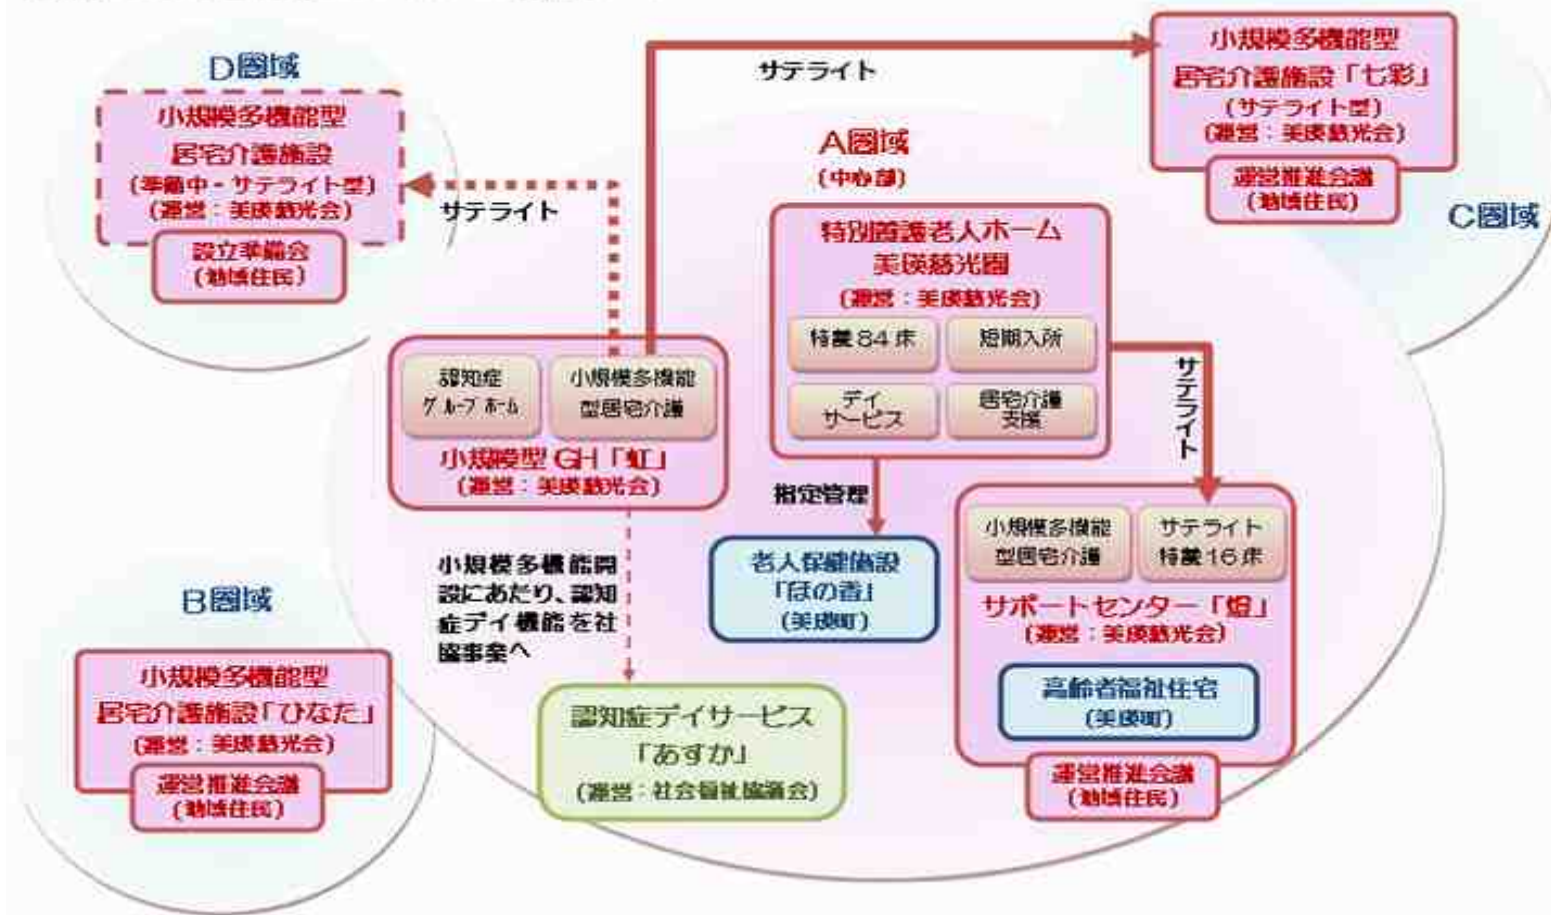 D圏域
小規模多機能型
居宅介護施設
(準備中・サテライト型)
(運営：美瑛慈光会)
設立準備会
(地域住民)
サテライト
サテライト
小規模多機能型
居宅介護施設「七彩」
(サテライト型)
(運営：美瑛慈光会)
運営推進会議
(地域住民)
C圏域
A圏域
(中心部)
特別養護老人ホーム
美瑛慈光園
(運営：美瑛慈光会)
特養84床
短期入所
デイ
サービス
居宅介護
支援
サテライト
認知症
グループホーム
小規模多機能
型居宅介護
小規模型GH「虹」
(運営：美瑛慈光会)
指定管理
老人保健施設
「ほの香」
(美瑛町)
小規模多機能
型居宅介護
サテライト
特養16床
サポートセンター「燈」
(運営：美瑛慈光会)
高齢者福祉住宅
(美瑛町)
運営推進会議
(地域住民)
小規模多機能開
設にあたり、認知
症デイ機能を社
協事業へ
認知症デイサービス
「あすか」
(運営：社会福祉協議会)
B圏域
小規模多機能型
居宅介護施設「ひなた」
(運営：美瑛慈光会)
運営推進会議
(地域住民)